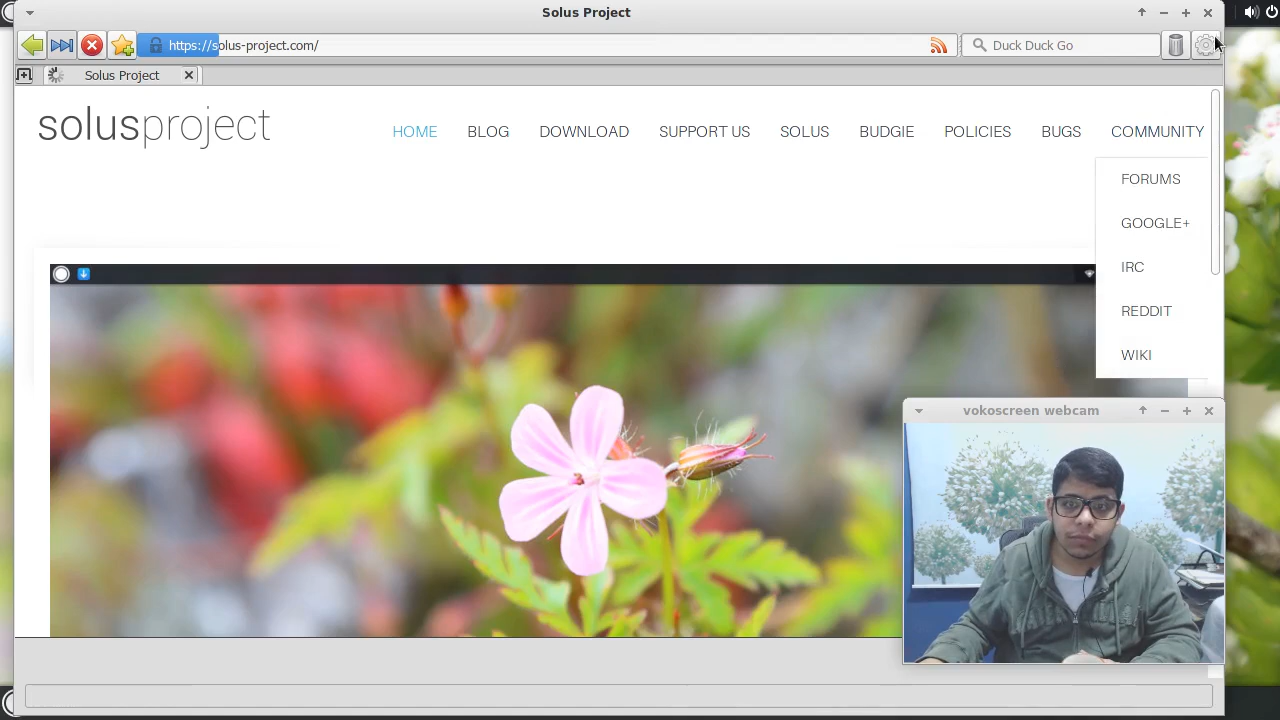 Solus Project
https://solus-project.com/
Duck Duck Go
Solus Project
solusproject
HOME BLOG DOWNLOAD SUPPORT US SOLUS BUDGIE POLICIES BUGS COMMUNITY
FORUMS
GOOGLE+
IRC
REDDIT
WIKI
vokoscreen webcam